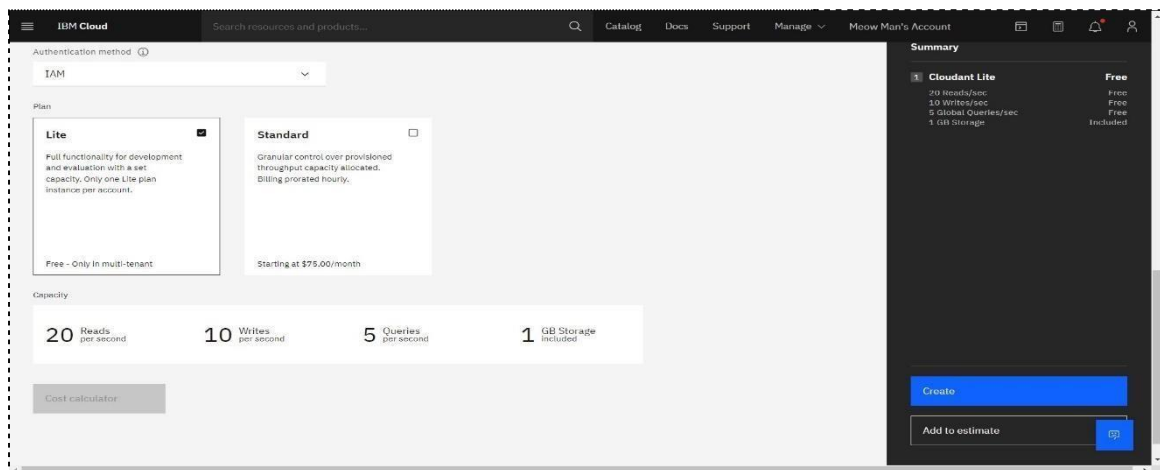 IBM Cloud
Search resources and products...
Catalog
Docs
Support
Manage
Meow Man's Account
Authentication method
IAM
Plan
Lite
Full functionality for development
and evaluation with a set
capacity. Only one Lite plan
instance per account.
Free - Only in multi-tenant
Standard
Granular control over provisioned
throughput capacity allocated.
Billing prorated hourly.
Starting at $75.00/month
Capacity
20 Reads
per second
10 Writes
per second
5 Queries
per second
1 GB Storage
included
Cost calculator
Summary
1 Cloudant Lite Free
20 Reads/sec Free
10 Writes/sec Free
5 Global Queries/sec Free
1 GB Storage Included
Create
Add to estimate